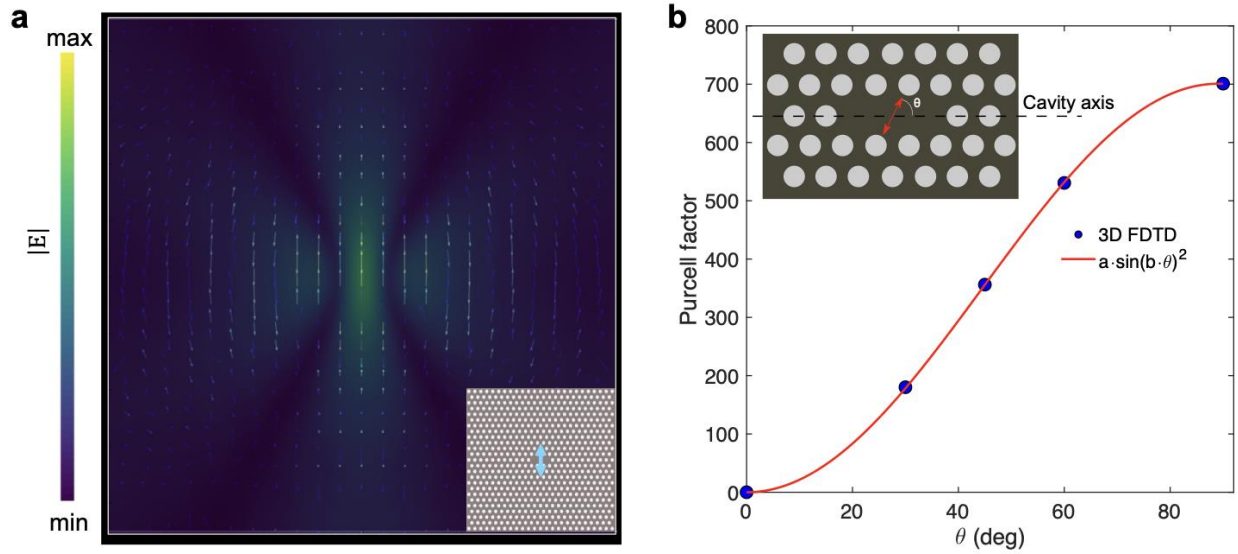 a
max
|E|
min
b
Purcell factor
800
700
600
500
400
300
200
100
0
θ
Cavity axis
3D FDTD
a·sin(b·θ)²
0
20
40
60
80
θ (deg)